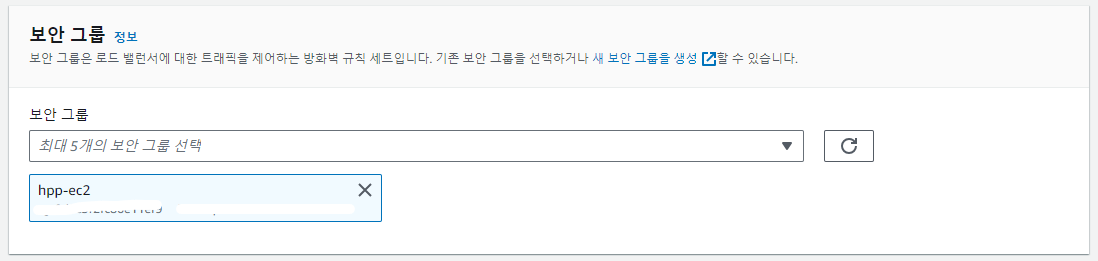 보안 그룹 정보
보안 그룹은 로드 밸런서에 대한 트래픽을 제어하는 방화벽 규칙 세트입니다. 기존 보안 그룹을 선택하거나 새 보안 그룹을 생성 할 수 있습니다.
보안 그룹
최대 5개의 보안 그룹 선택
hpp-ec2